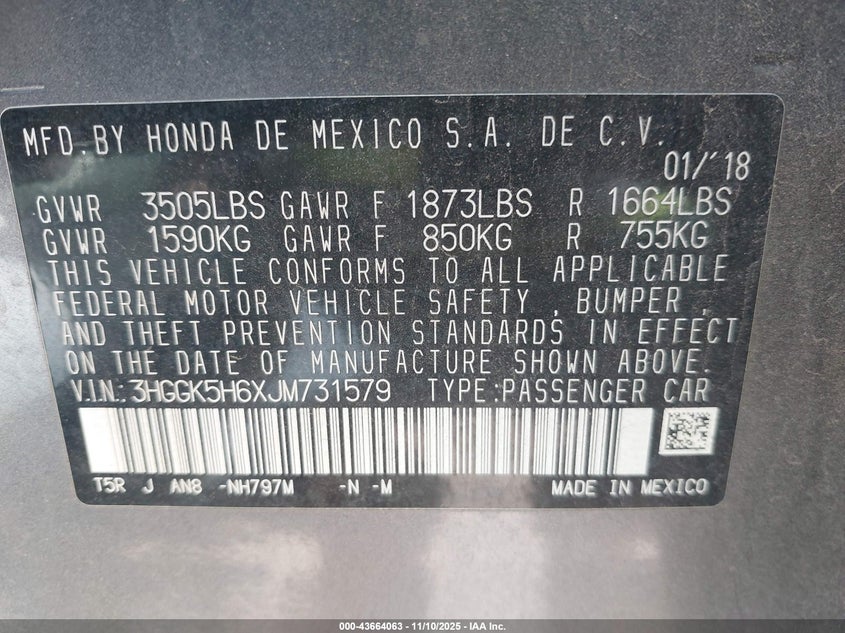 MFD.BY HONDA DE MEXICO S.A. DE C.V.
01/'18
GVWR 3505LBS GAWR F 1873LBS R 1664LBS
GVWR 1590KG GAWR F 850KG R 755KG
THIS VEHICLE CONFORMS TO ALL APPLICABLE
FEDERAL MOTOR VEHICLE SAFETY , BUMPER ,
AND THEFT PREVENTION STANDARDS IN EFFECT
ON THE DATE OF MANUFACTURE SHOWN ABOVE.
V.I.N.:3HGGK5H6XJM731579 TYPE:PASSENGER CAR
T5R J AN8 -NH797M -N -M MADE IN MEXICO
000-43664063 - 11/10/2025 - IAA Inc.